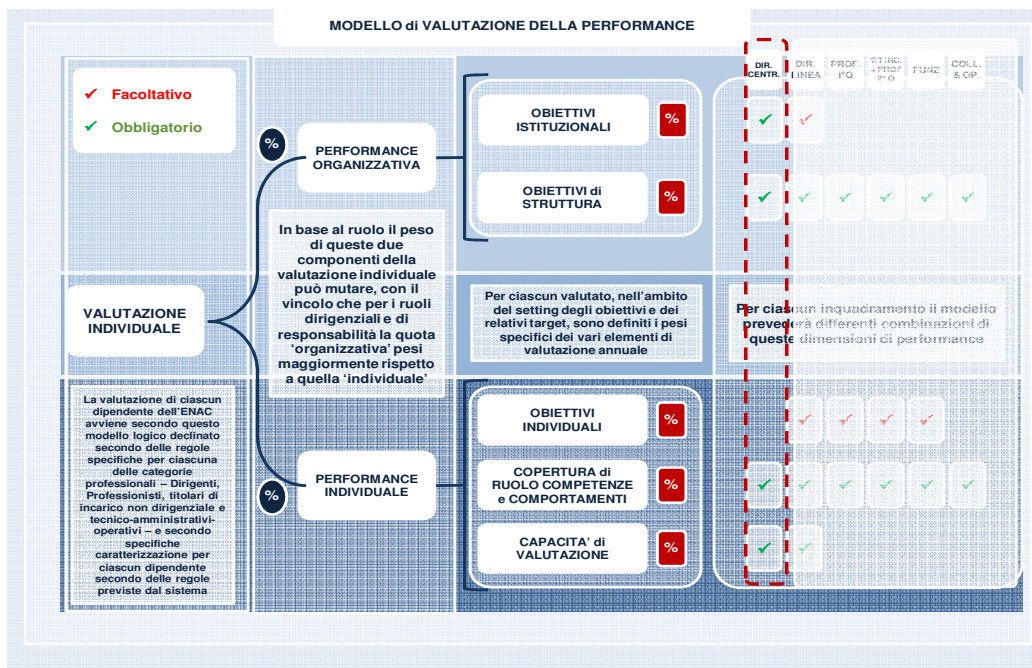 MODELLO di VALUTAZIONE DELLA PERFORMANCE
✓ Facoltativo
✓ Obbligatorio
DIR.
CENTR.
DIR.
LINEA
PROF.
I°Q
TIT INC.
+ PROF
2° Q
FUNZ
COLL.
& OP.
%
PERFORMANCE
ORGANIZZATIVA
OBIETTIVI
ISTITUZIONALI
%
OBIETTIVI di
STRUTTURA
%
In base al ruolo il peso
di queste due
componenti della
valutazione individuale
può mutare, con il
vincolo che per i ruoli
dirigenziali e di
responsabilità la quota
‘organizzativa’ pesi
maggiormente rispetto
a quella ‘individuale’
VALUTAZIONE
INDIVIDUALE
Per ciascun valutato, nell’ambito
del setting degli obiettivi e dei
relativi target, sono definiti i pesi
specifici dei vari elementi di
valutazione annuale
Per ciascun inquadramento il modello
prevederà differenti combinazioni di
queste dimensioni di performance
La valutazione di ciascun
dipendente dell’ENAC
avviene secondo questo
modello logico declinato
secondo delle regole
specifiche per ciascuna
delle categorie
professionali – Dirigenti,
Professionisti, titolari di
incarico non dirigenziale e
tecnico-amministrativi-
operativi – e secondo
specifiche
caratterizzazione per
ciascun dipendente
secondo delle regole
previste dal sistema
%
PERFORMANCE
INDIVIDUALE
OBIETTIVI
INDIVIDUALI
%
COPERTURA di
RUOLO COMPETENZE
e COMPORTAMENTI
%
CAPACITA’ di
VALUTAZIONE
%